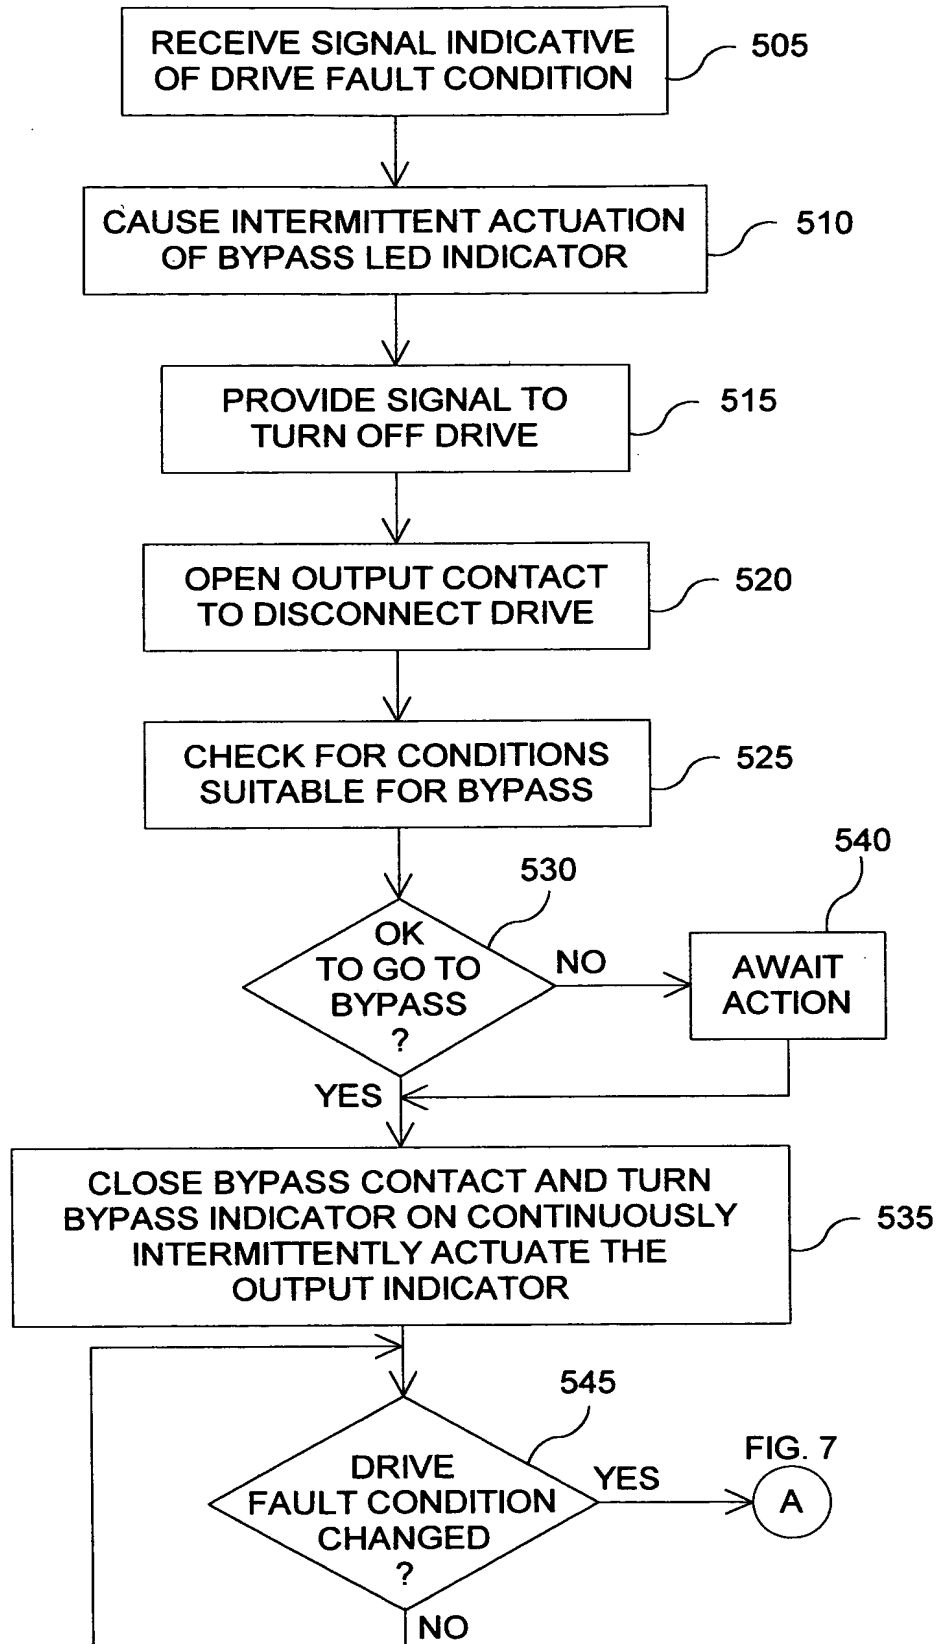 RECEIVE SIGNAL INDICATIVE
OF DRIVE FAULT CONDITION
505
CAUSE INTERMITTENT ACTUATION
OF BYPASS LED INDICATOR
510
PROVIDE SIGNAL TO
TURN OFF DRIVE
515
OPEN OUTPUT CONTACT
TO DISCONNECT DRIVE
520
CHECK FOR CONDITIONS
SUITABLE FOR BYPASS
525
530
OK
TO GO TO
BYPASS
?
NO
540
AWAIT
ACTION
YES
CLOSE BYPASS CONTACT AND TURN
BYPASS INDICATOR ON CONTINUOUSLY
INTERMITTENTLY ACTUATE THE
OUTPUT INDICATOR
535
545
DRIVE
FAULT CONDITION
CHANGED
?
YES
FIG. 7
A
NO